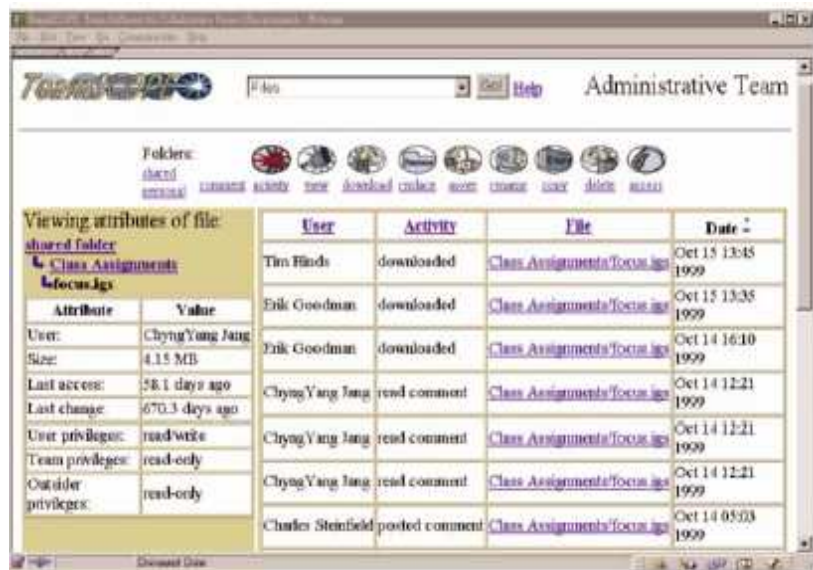 Files
Go!
Help
Administrative Team
Folders:
shared
personal
comment activity view download replace move rename copy delete access
Viewing attributes of file:
shared folder
Class Assignments
focus.igs
Attribute Value
User: ChyngYang Jang
Size: 4.15 MB
Last access: 58.1 days ago
Last change: 670.3 days ago
User privileges: read/write
Team privileges: read-only
Outsider
privileges: read-only
User Activity File Date
Tim Hinds downloaded Class Assignments/focus.igs Oct 15 13:45
1999
Erik Goodman downloaded Class Assignments/focus.igs Oct 15 13:35
1999
Erik Goodman downloaded Class Assignments/focus.igs Oct 14 16:10
1999
ChyngYang Jang read comment Class Assignments/focus.igs Oct 14 12:21
1999
ChyngYang Jang read comment Class Assignments/focus.igs Oct 14 12:21
1999
ChyngYang Jang read comment Class Assignments/focus.igs Oct 14 12:21
1999
Charles Steinfield posted comment Class Assignments/focus.igs Oct 14 05:03
1999
Document: Done